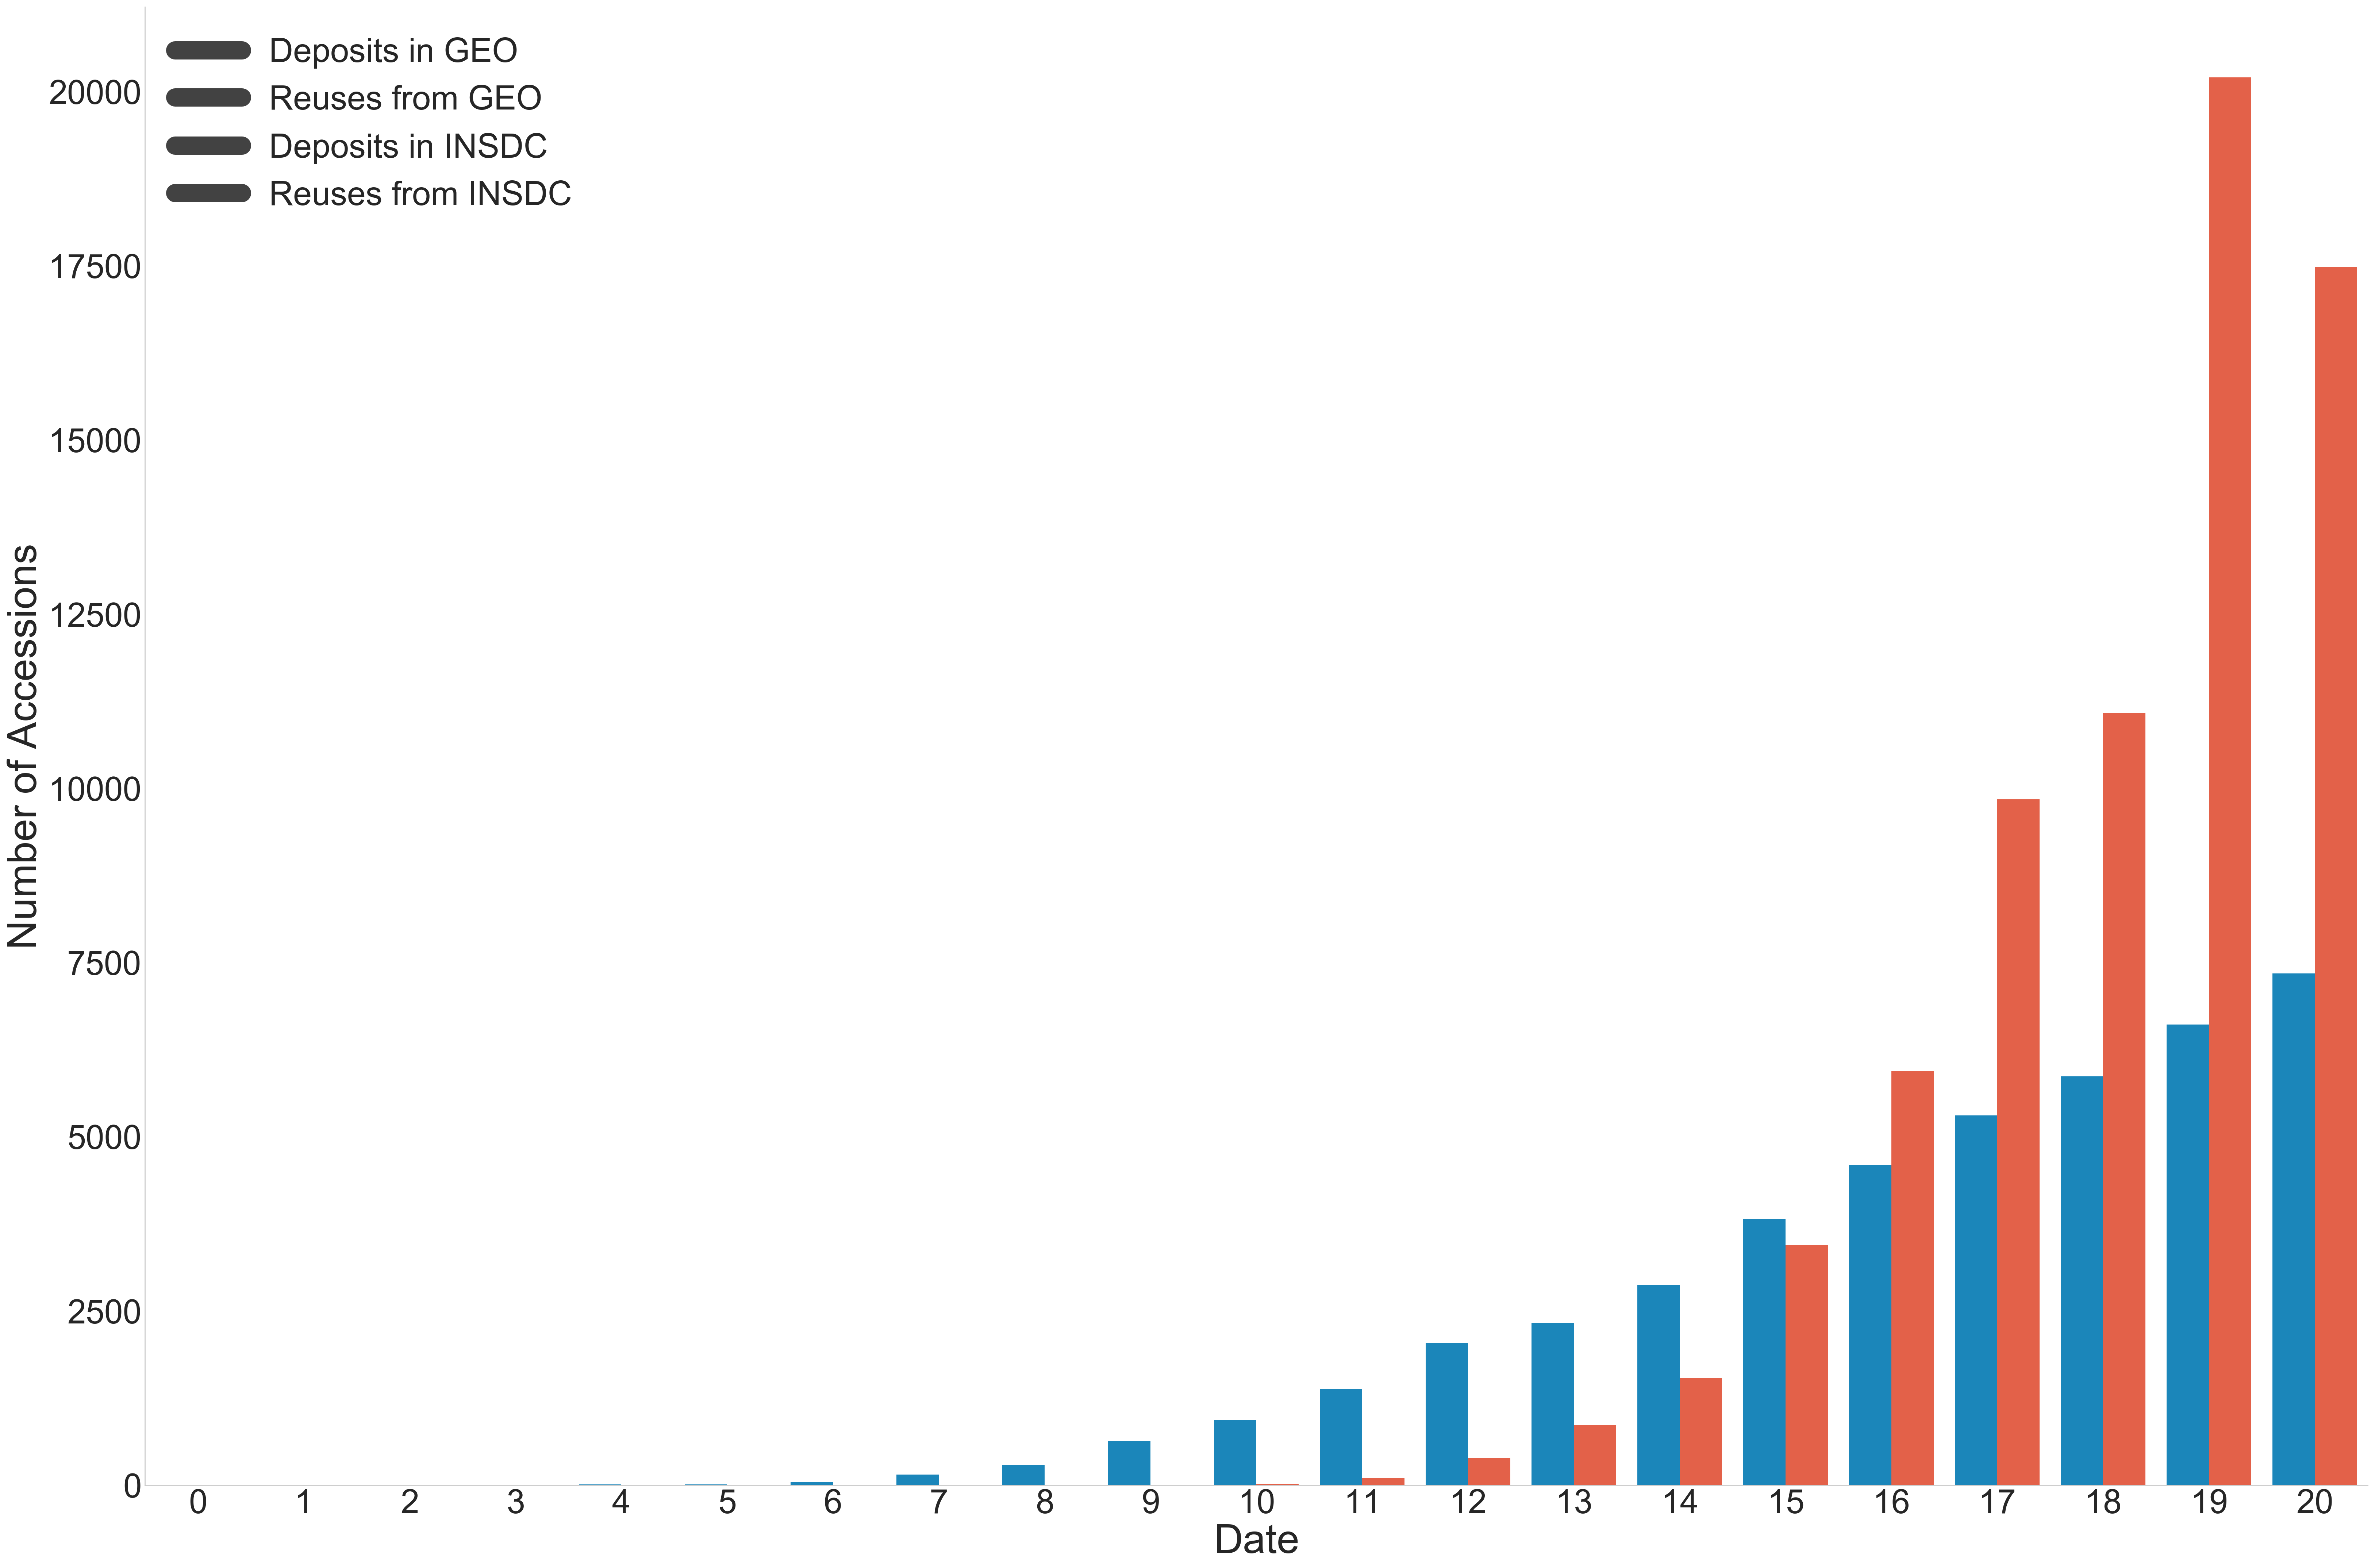 Deposits in GEO
Reuses from GEO
Deposits in INSDC
Reuses from INSDC
20000
17500
15000
12500
10000
7500
5000
2500
0
Number of Accessions
0 1 2 3 4 5 6 7 8 9 10 11 12 13 14 15 16 17 18 19 20
Date